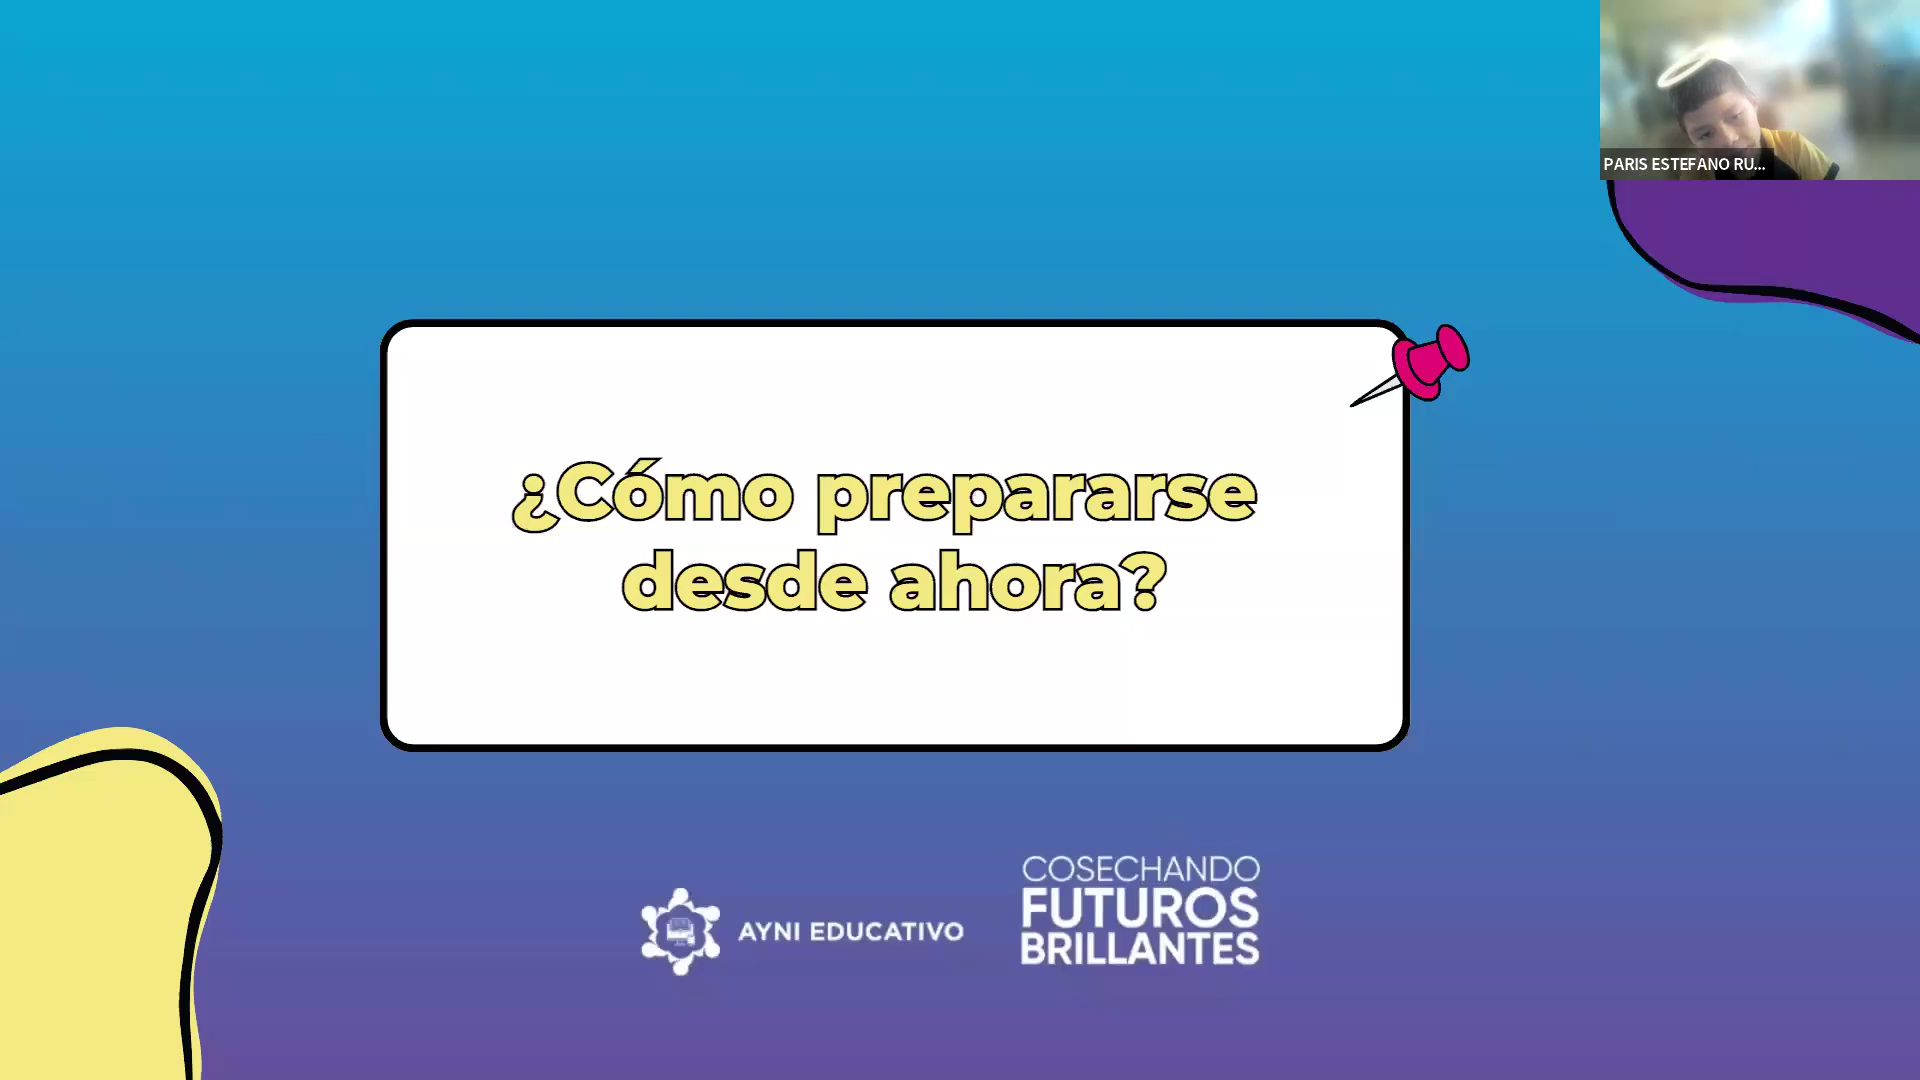 PARIS ESTEFANO RU...
¿Cómo prepararse
desde ahora?
AYNI EDUCATIVO
COSECHANDO
FUTUROS
BRILLANTES